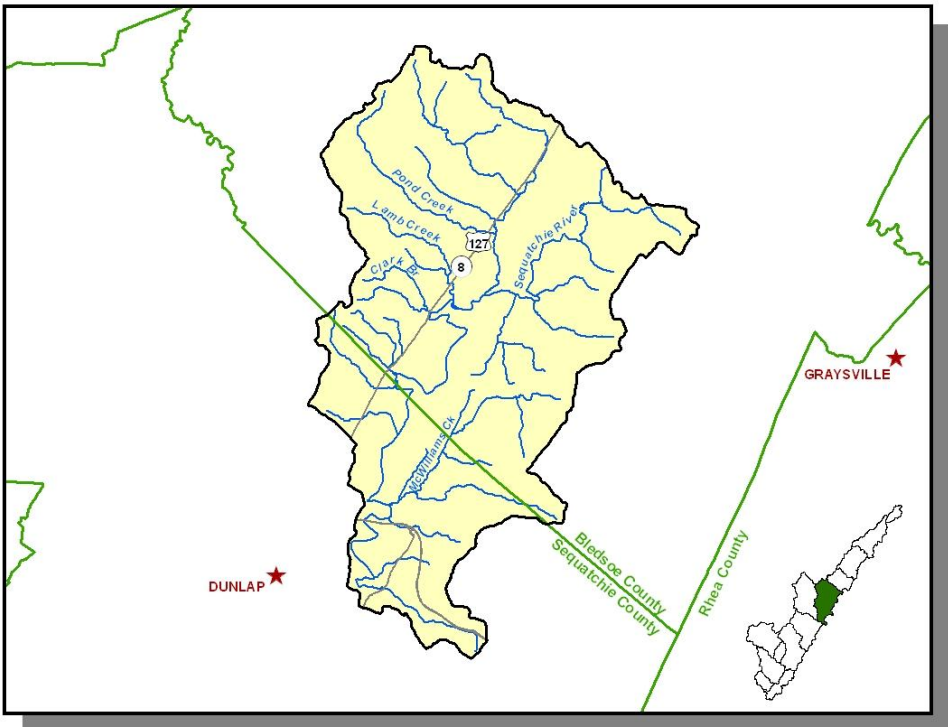 Pond Creek
Lamb Creek
127
Sequatchie River
Clark Br
8
GRAYSVILLE
McWilliams Ck
Bledsoe County
Sequatchie County
Rhea County
DUNLAP